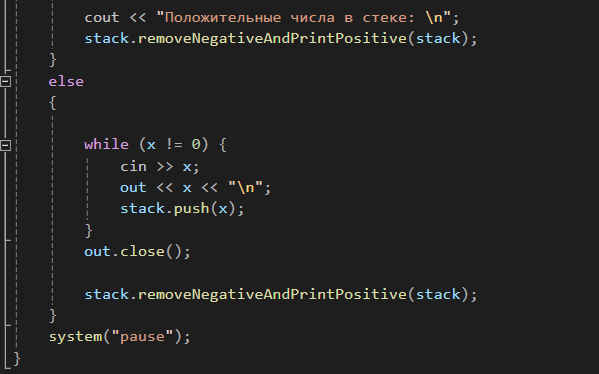 cout << "Положительные числа в стеке: \n";
stack.removeNegativeAndPrintPositive(stack);
}
else
{
while (x != 0) {
cin >> x;
out << x << "\n";
stack.push(x);
}
out.close();
stack.removeNegativeAndPrintPositive(stack);
}
system("pause");
}